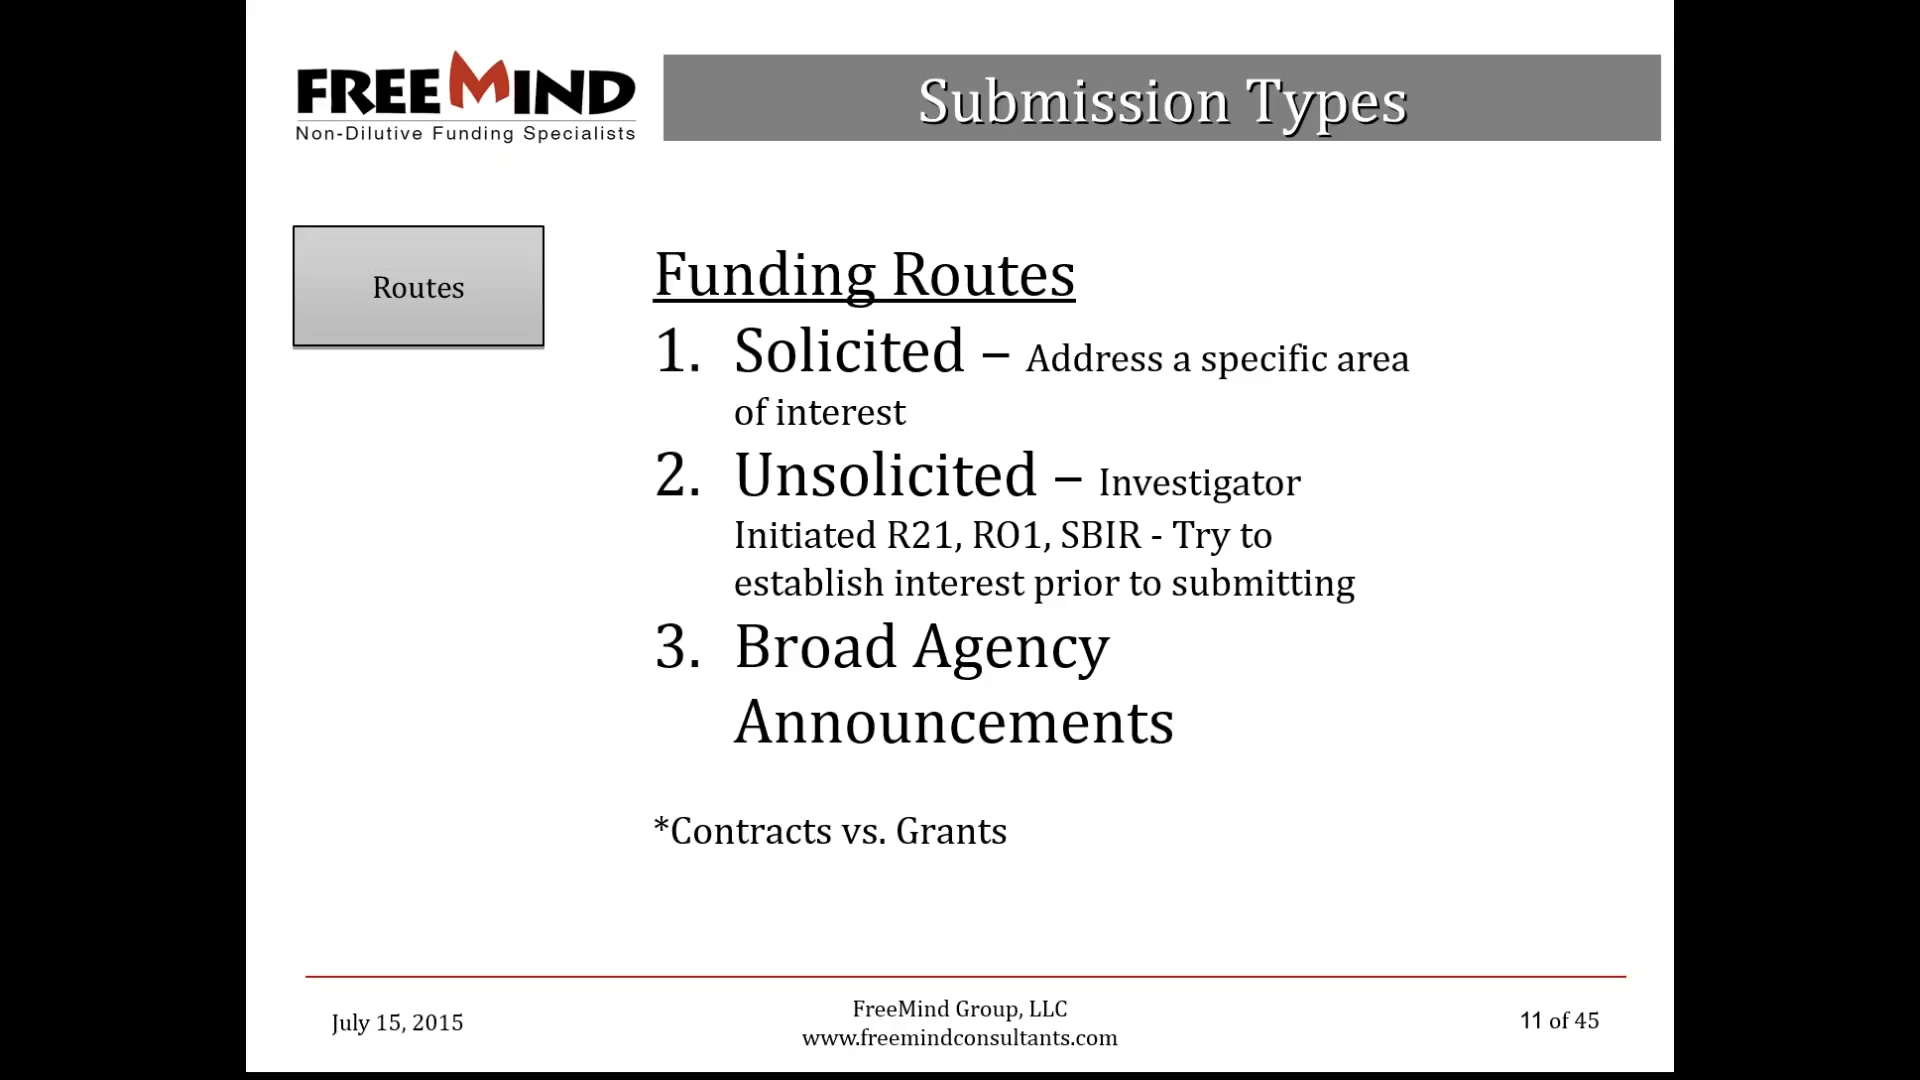 FREEMIND
Non-Dilutive Funding Specialists
Submission Types
Routes
Funding Routes
1. Solicited – Address a specific area
of interest
2. Unsolicited – Investigator
Initiated R21, RO1, SBIR - Try to
establish interest prior to submitting
3. Broad Agency
Announcements
*Contracts vs. Grants
July 15, 2015
FreeMind Group, LLC
www.freemindconsultants.com
11 of 45